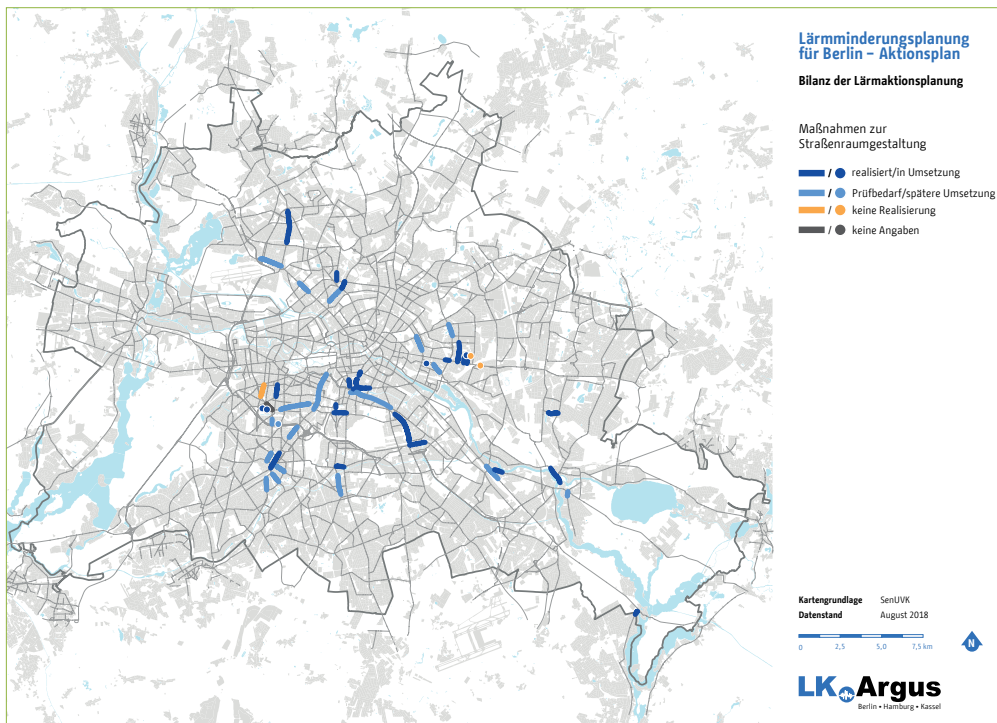 Lärmminderungsplanung
für Berlin – Aktionsplan
Bilanz der Lärmaktionsplanung
Maßnahmen zur
Straßenraumgestaltung
/ realisiert/in Umsetzung
/ Prüfbedarf/spätere Umsetzung
/ keine Realisierung
/ keine Angaben
Kartengrundlage SenUVK
Datenstand August 2018
0 2,5 5,0 7,5 km
N
LK Argus
Berlin • Hamburg • Kassel